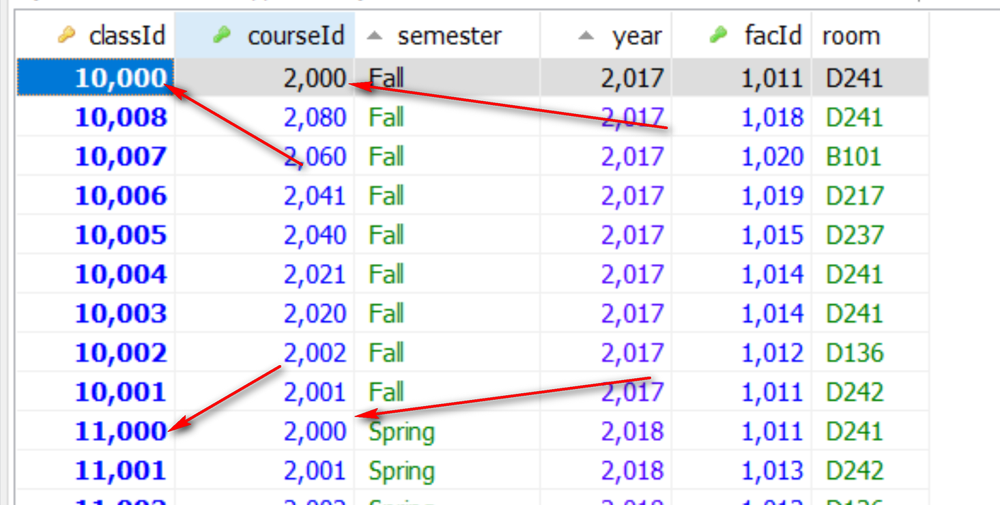 classId courseId semester year facId room
10,000 2,000 Fall 2,017 1,011 D241
10,008 2,080 Fall 2,017 1,018 D241
10,007 2,060 Fall 2,017 1,020 B101
10,006 2,041 Fall 2,017 1,019 D217
10,005 2,040 Fall 2,017 1,015 D237
10,004 2,021 Fall 2,017 1,014 D241
10,003 2,020 Fall 2,017 1,014 D241
10,002 2,002 Fall 2,017 1,012 D136
10,001 2,001 Fall 2,017 1,011 D242
11,000 2,000 Spring 2,018 1,011 D241
11,001 2,001 Spring 2,018 1,013 D242